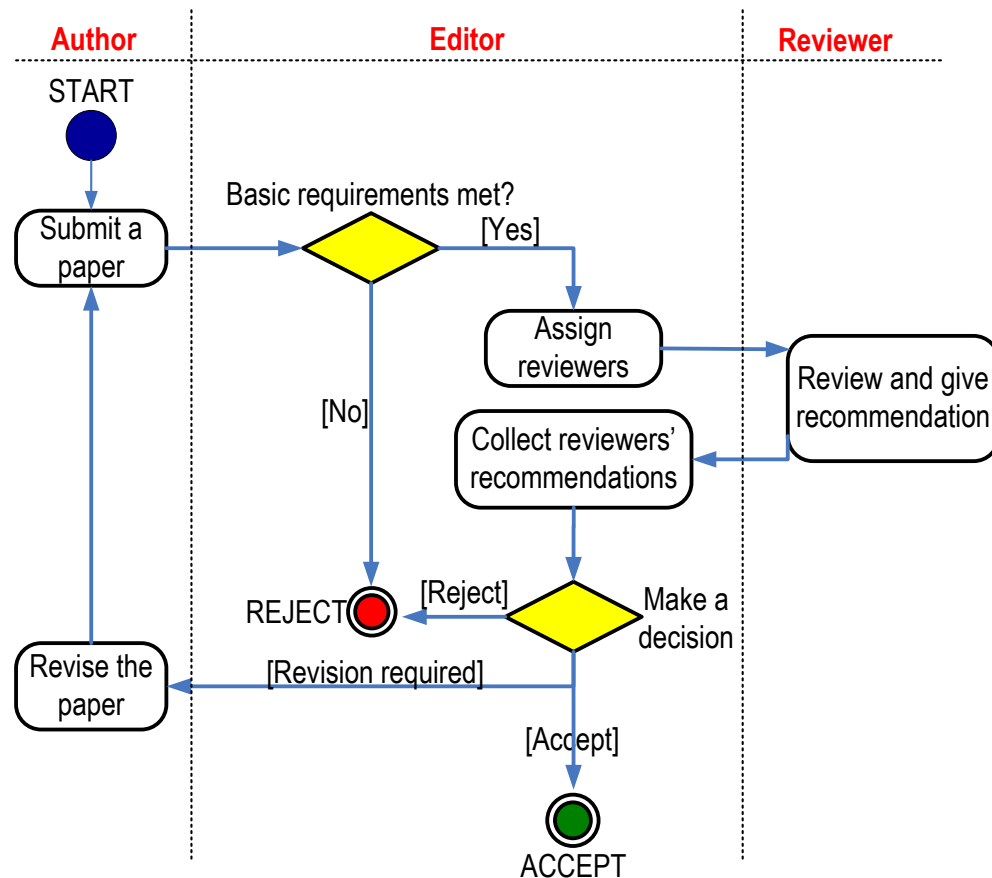 Author
Editor
Reviewer
START
Basic requirements met?
[Yes]
Submit a
paper
Assign
reviewers
Review and give
recommendation
[No]
Collect reviewers’
recommendations
[Reject]
REJECT
Make a
decision
Revise the
paper
[Revision required]
[Accept]
ACCEPT